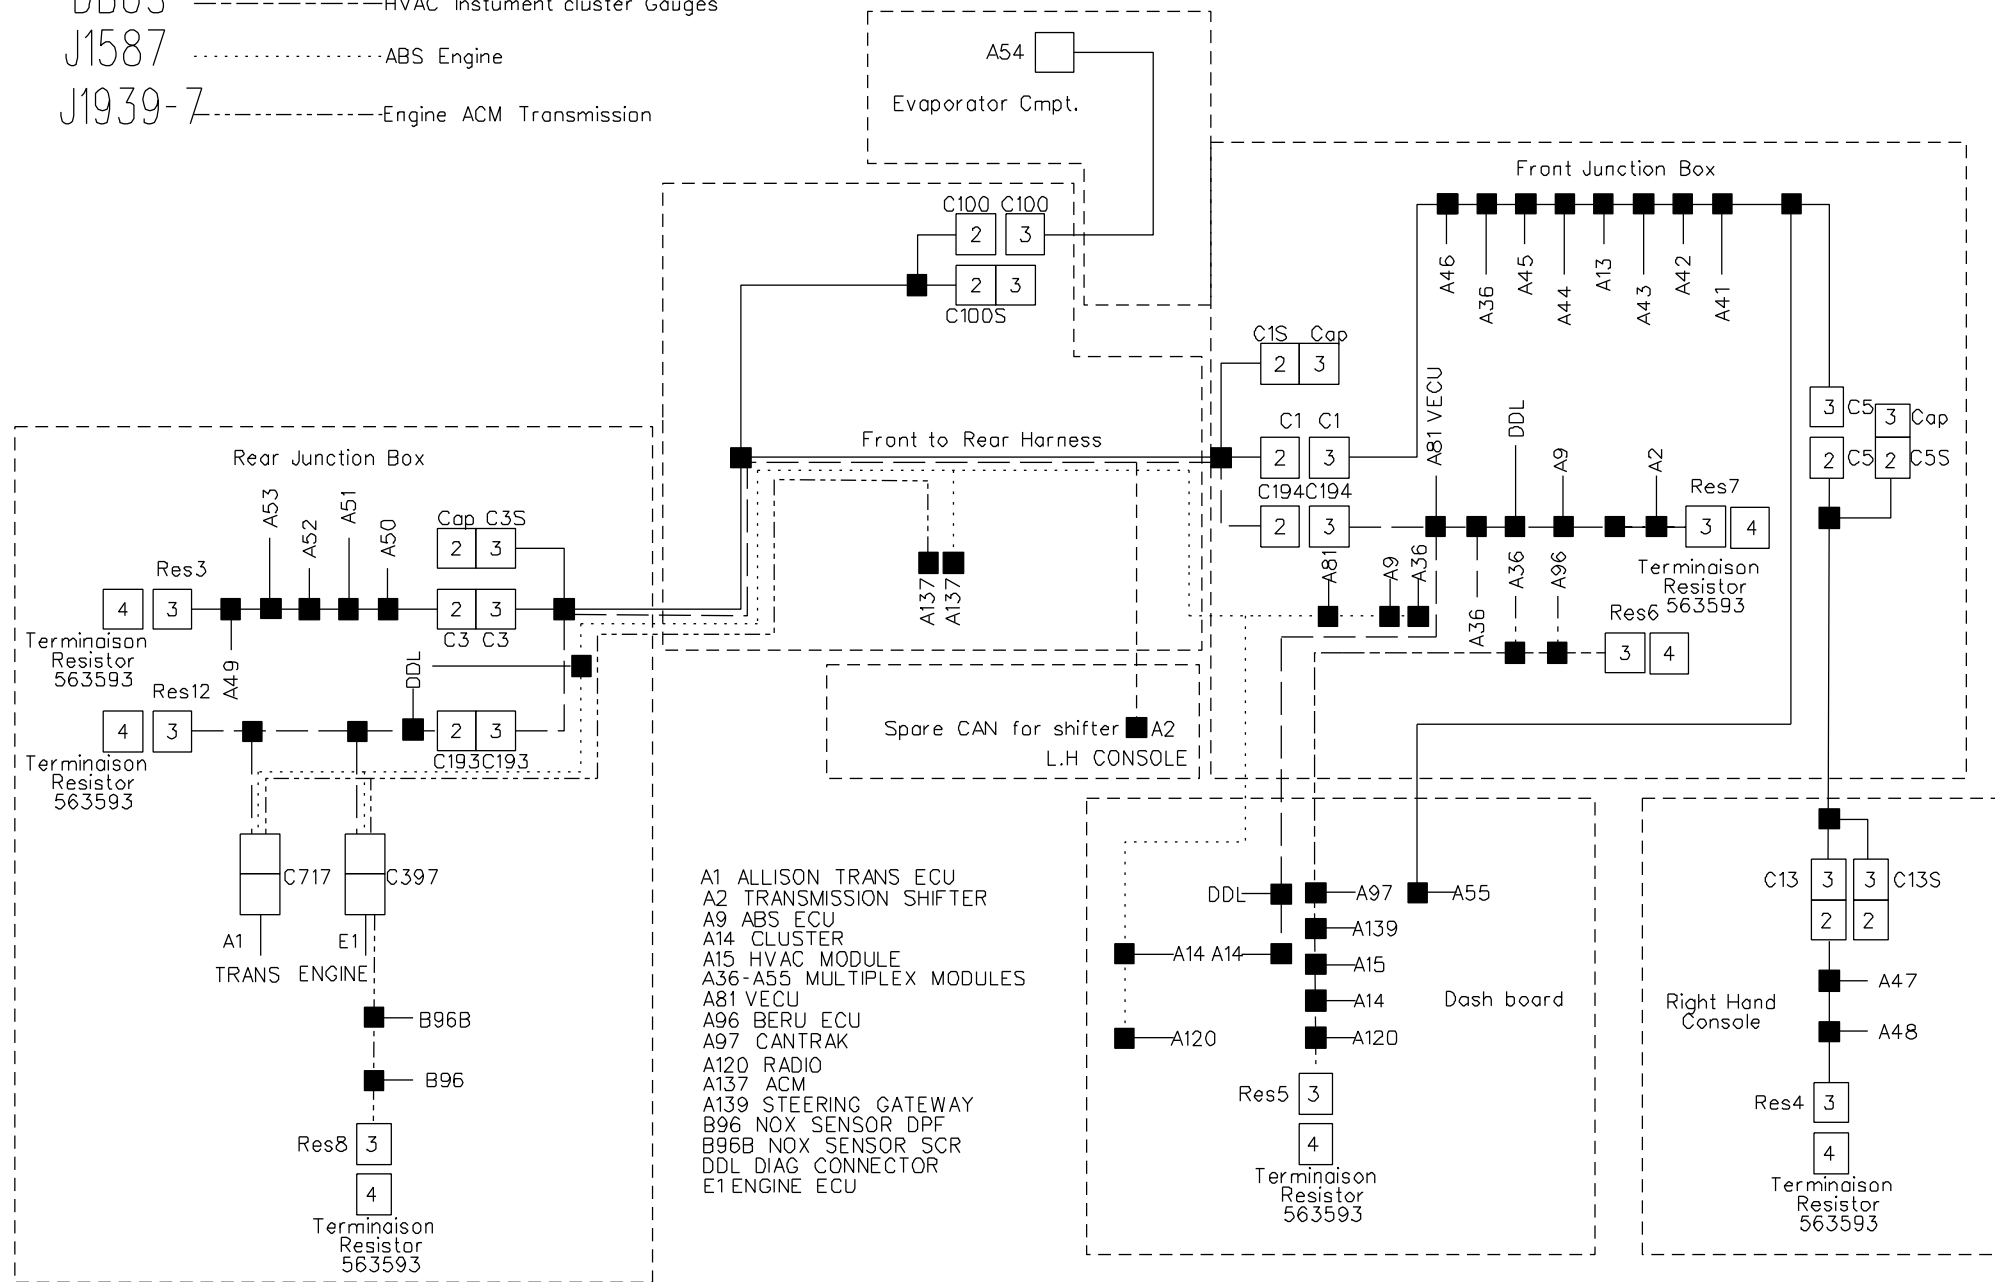 HVAC Instument cluster Gauges
J1587 ABS Engine
J1939-7 Engine ACM Transmission
A54
Evaporator Cmpt.
Front Junction Box
C100 C100
2 3
2 3
C100S
A46 A36 A45 A44 A13 A43 A42 A41
C1S Cap
2 3
C1 C1
2 3
C194 C194
2 3
A81 VECU
DDL
A9
A2
Res7
3 4
Terminaison
Resistor
563593
3 C5
2 C5
3 Cap
2 C5S
Front to Rear Harness
A137 A137
A81 A9 A36
A36
A36
A96
Res6
3 4
Spare CAN for shifter A2
L.H CONSOLE
Rear Junction Box
A53 A52 A51 A50
Cap C3S
2 3
Res3
4 3
2 3
C3 C3
Terminaison
Resistor
563593
A49
DDL
Res12
4 3
2 3
C193 C193
Terminaison
Resistor
563593
C717
C397
A1
E1
TRANS ENGINE
B96B
B96
Res8 3
4
Terminaison
Resistor
563593
A1 ALLISON TRANS ECU
A2 TRANSMISSION SHIFTER
A9 ABS ECU
A14 CLUSTER
A15 HVAC MODULE
A36-A55 MULTIPLEX MODULES
A81 VECU
A96 BERU ECU
A97 CANTRAK
A120 RADIO
A137 ACM
A139 STEERING GATEWAY
B96 NOX SENSOR DPF
B96B NOX SENSOR SCR
DDL DIAG CONNECTOR
E1 ENGINE ECU
DDL
A97
A55
A139
A14 A14
A15
A14
Dash board
A120
A120
Res5 3
4
Terminaison
Resistor
563593
C13 3
2
3 C13S
2
A47
Right Hand
Console
A48
Res4 3
4
Terminaison
Resistor
563593